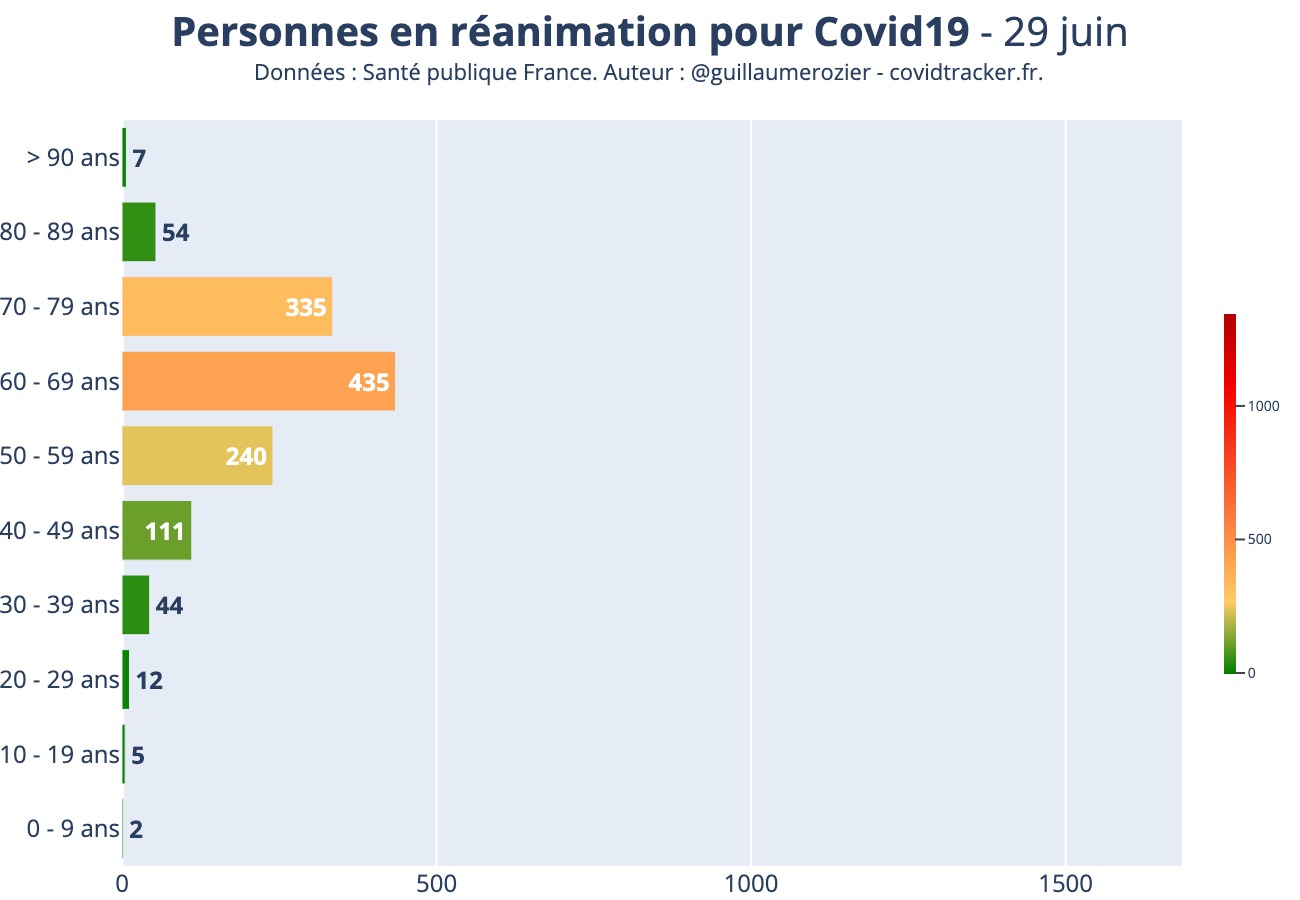 Personnes en réanimation pour Covid19 - 29 juin
Données : Santé publique France. Auteur : @guillaumerozier - covidtracker.fr.
> 90 ans 7
80 - 89 ans 54
70 - 79 ans 335
60 - 69 ans 435
50 - 59 ans 240
40 - 49 ans 111
30 - 39 ans 44
20 - 29 ans 12
10 - 19 ans 5
0 - 9 ans 2
0 500 1000 1500
1000
500
0